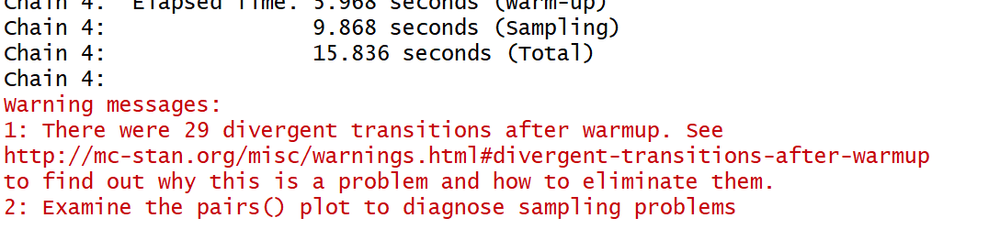 Chain 4:  Elapsed Time: 5.968 seconds (Warm-up)
Chain 4:                9.868 seconds (Sampling)
Chain 4:                15.836 seconds (Total)
Chain 4:
Warning messages:
1: There were 29 divergent transitions after warmup. See
http://mc-stan.org/misc/warnings.html#divergent-transitions-after-warmup
to find out why this is a problem and how to eliminate them.
2: Examine the pairs() plot to diagnose sampling problems